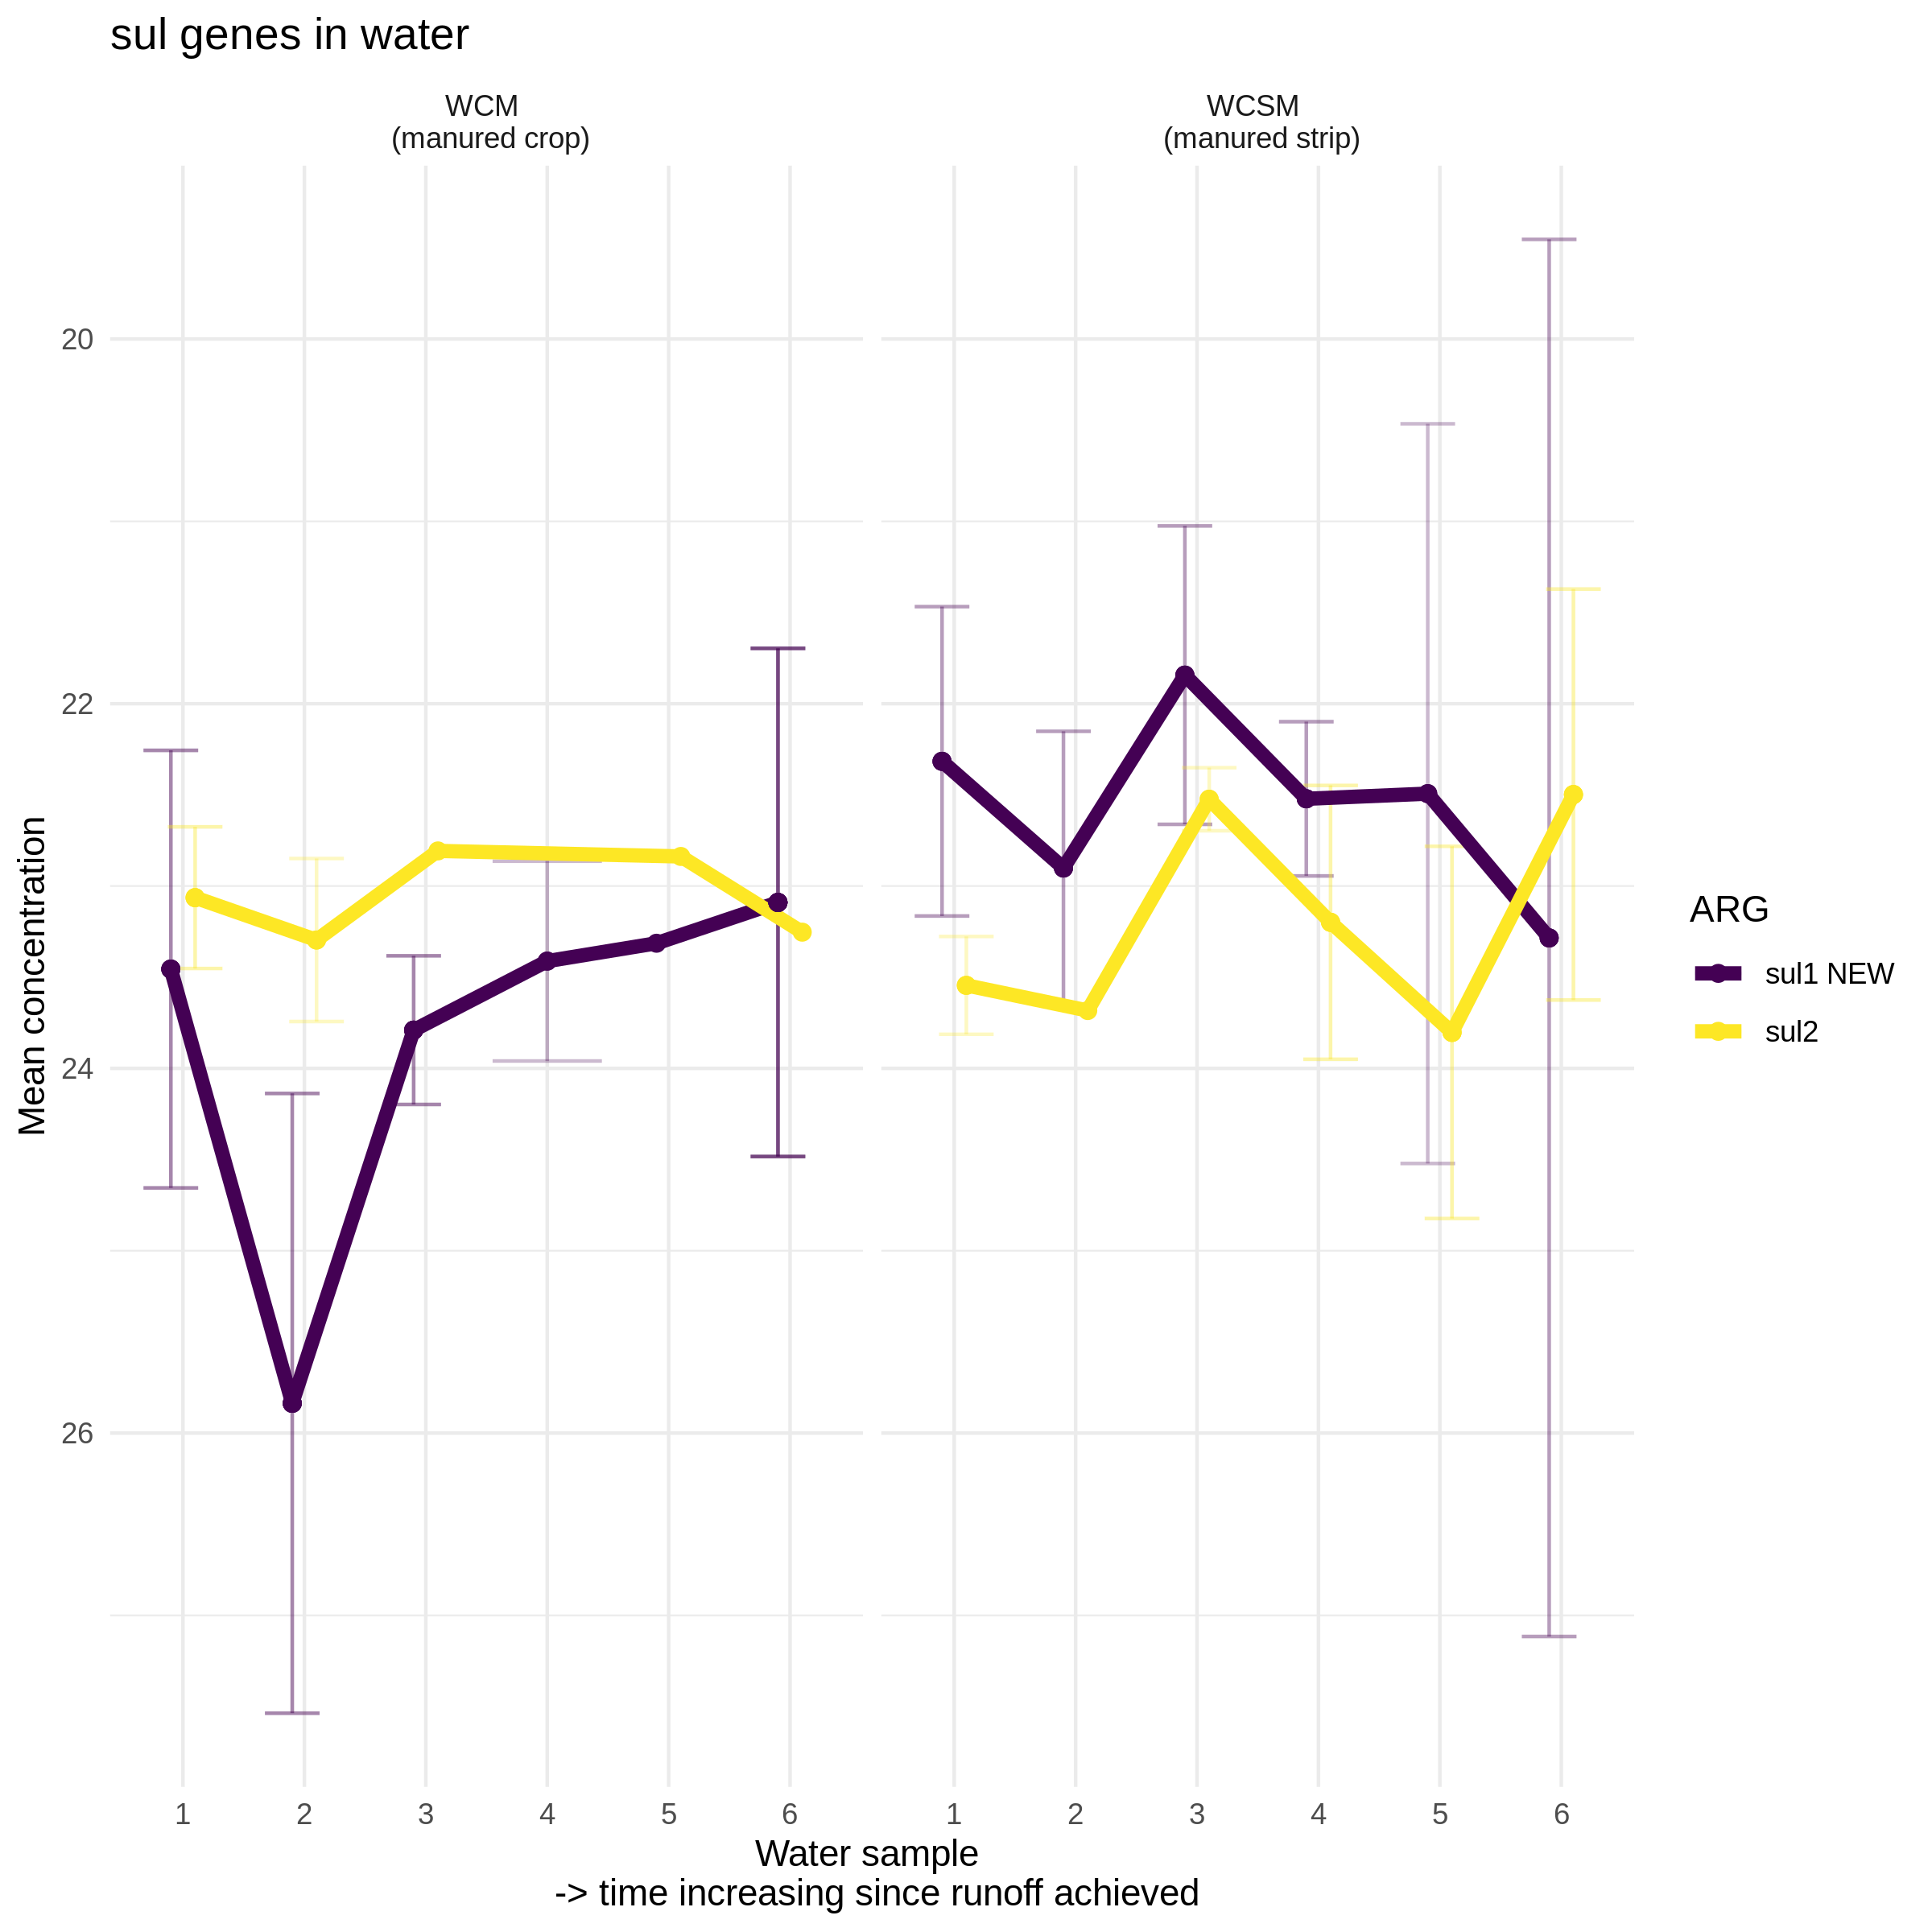 sul genes in water
WCM
(manured crop)
WCSM
(manured strip)
20
22
24
26
Mean concentration
1 2 3 4 5 6
1 2 3 4 5 6
Water sample
-> time increasing since runoff achieved
ARG
sul1 NEW
sul2